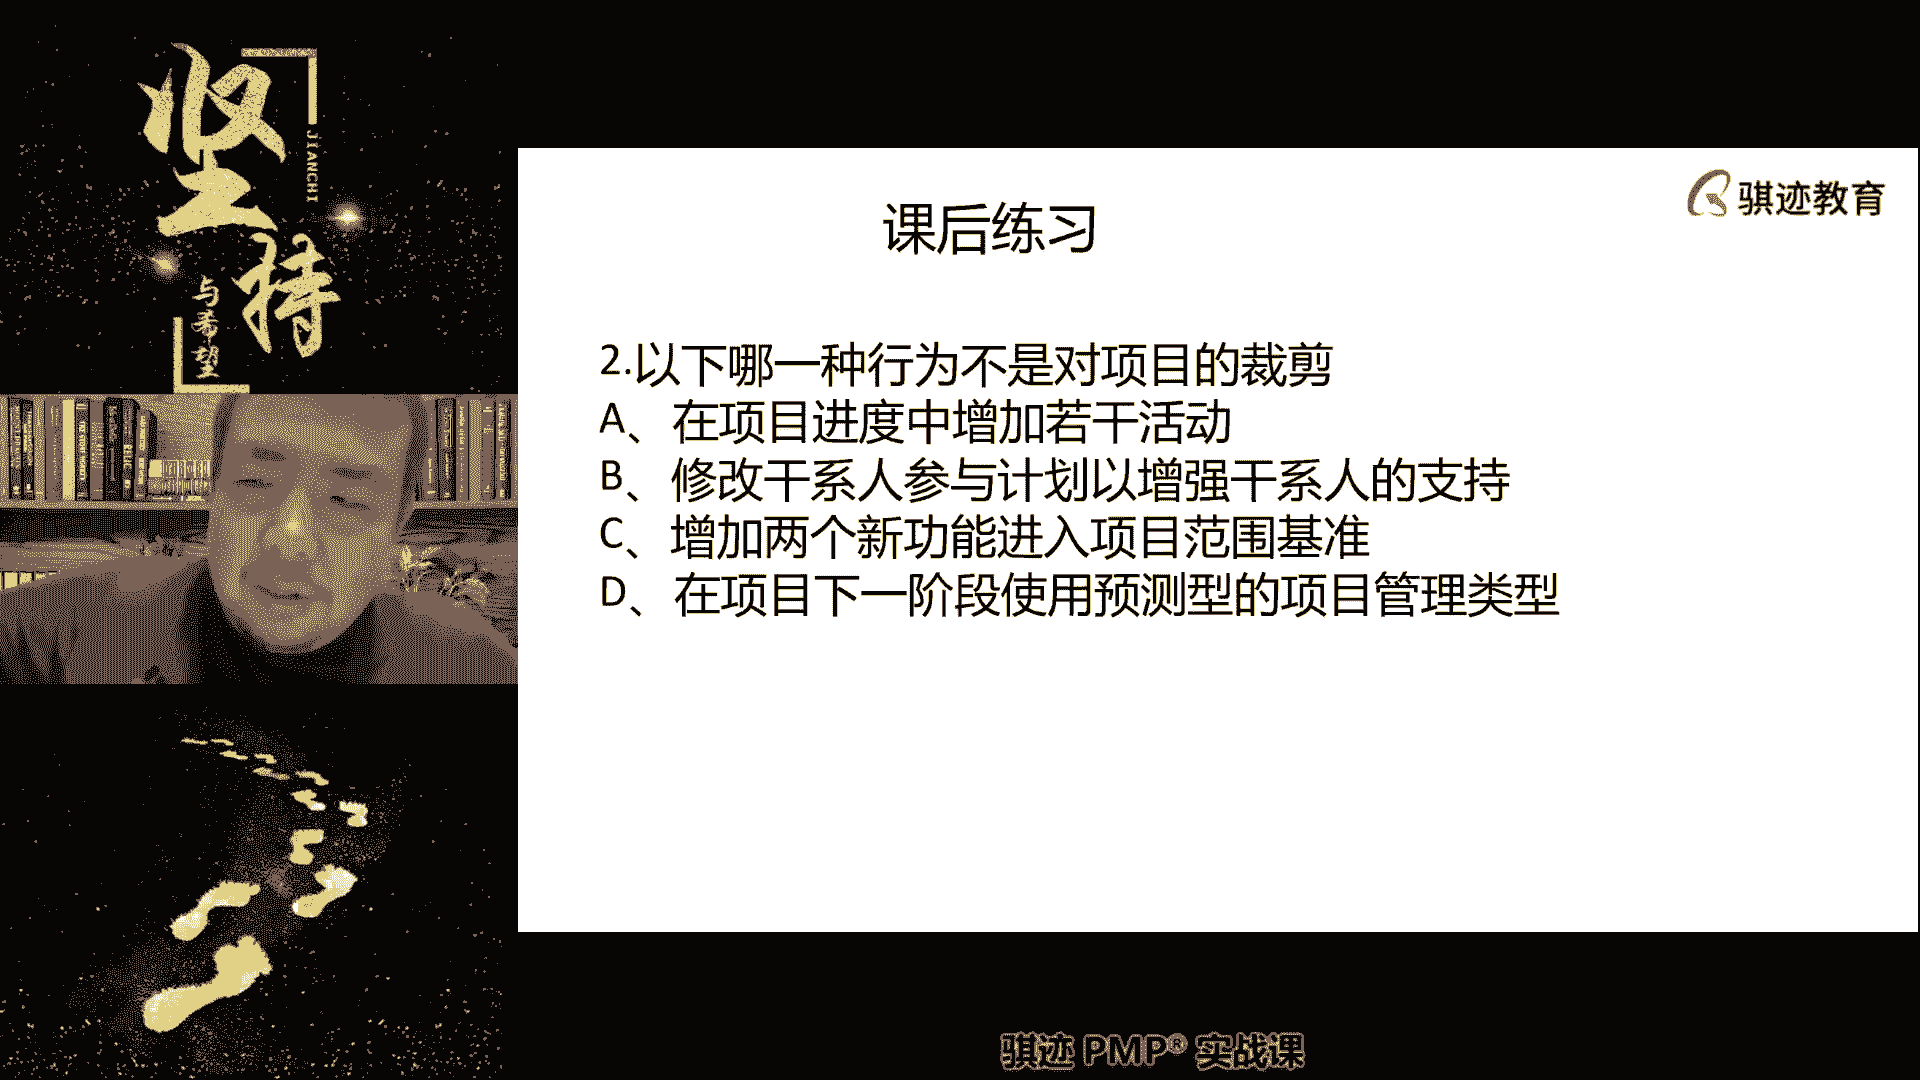 坚持
JIANCHI
与希望
骐迹教育
课后练习
2.以下哪一种行为不是对项目的裁剪
A、在项目进度中增加若干活动
B、修改干系人参与计划以增强干系人的支持
C、增加两个新功能进入项目范围基准
D、在项目下一阶段使用预测型的项目管理类型
骐迹 PMP® 实战课